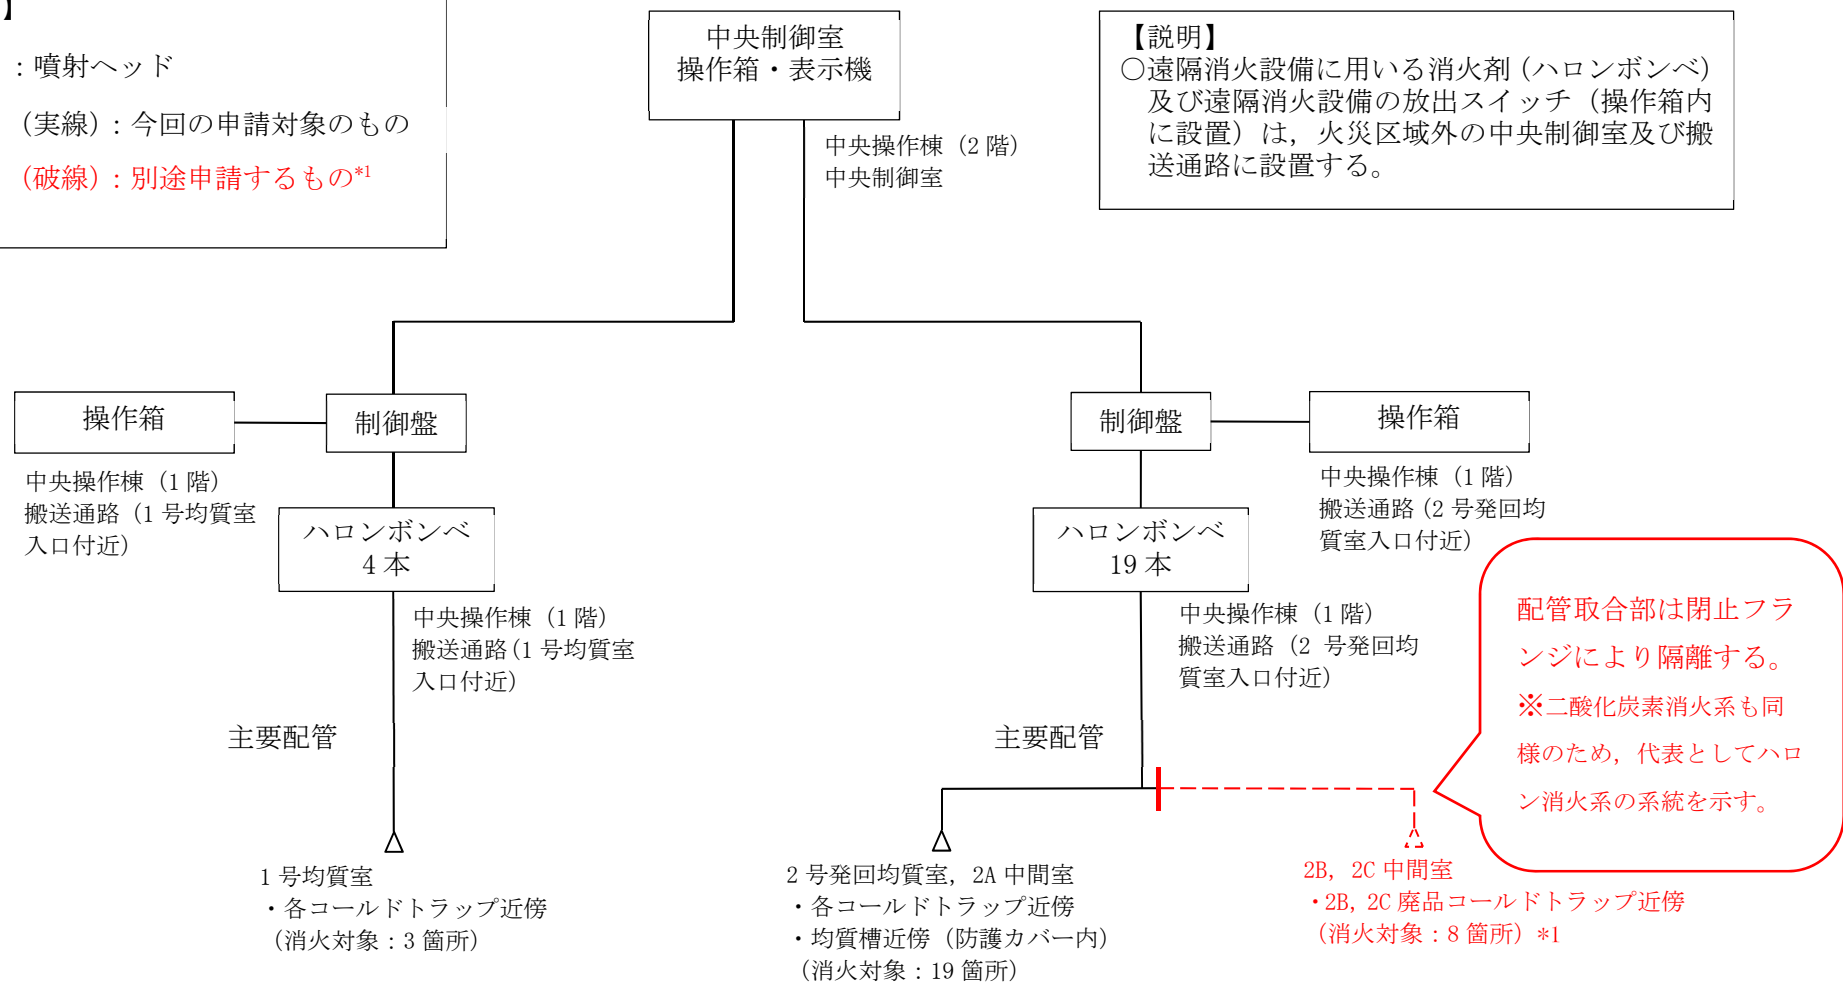 】
：噴射ヘッド
（実線）：今回の申請対象のもの
（破線）：別途申請するもの*1
中央制御室
操作箱・表示機
中央操作棟（2 階）
中央制御室
【説明】
○遠隔消火設備に用いる消火剤（ハロンボンベ）
及び遠隔消火設備の放出スイッチ（操作箱内
に設置）は，火災区域外の中央制御室及び搬
送通路に設置する。
操作箱
制御盤
中央操作棟（1 階）
搬送通路（1 号均質室
入口付近）
ハロンボンベ
4 本
中央操作棟（1 階）
搬送通路（1 号均質室
入口付近）
主要配管
1 号均質室
・各コールドトラップ近傍
（消火対象：3 箇所）
制御盤
操作箱
中央操作棟（1 階）
搬送通路（2 号発回均
質室入口付近）
ハロンボンベ
19 本
中央操作棟（1 階）
搬送通路（2 号発回均
質室入口付近）
主要配管
2 号発回均質室，2A 中間室
・各コールドトラップ近傍
・均質槽近傍（防護カバー内）
（消火対象：19 箇所）
配管取合部は閉止フラ
ンジにより隔離する。
※二酸化炭素消火系も同
様のため，代表としてハロ
ン消火系の系統を示す。
2B，2C 中間室
・2B，2C 廃品コールドトラップ近傍
（消火対象：8 箇所）*1